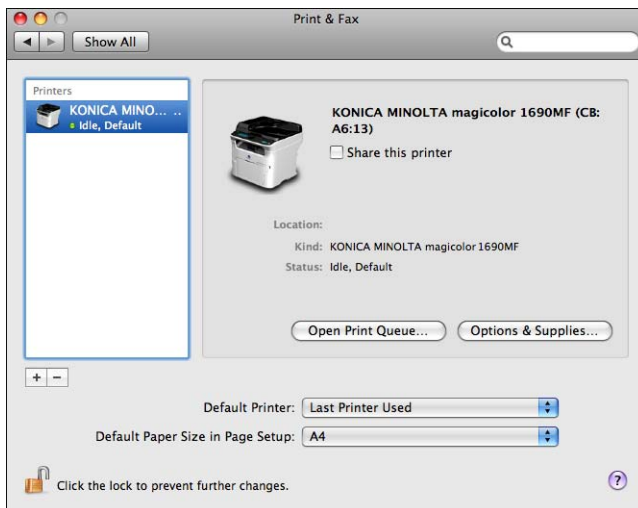 Print & Fax
Show All
Printers
KONICA MINO... ..
Idle, Default
KONICA MINOLTA magicolor 1690MF (CB:
A6:13)
Share this printer
Location:
Kind: KONICA MINOLTA magicolor 1690MF
Status: Idle, Default
Open Print Queue...
Options & Supplies...
+ −
Default Printer: Last Printer Used
Default Paper Size in Page Setup: A4
Click the lock to prevent further changes.
?